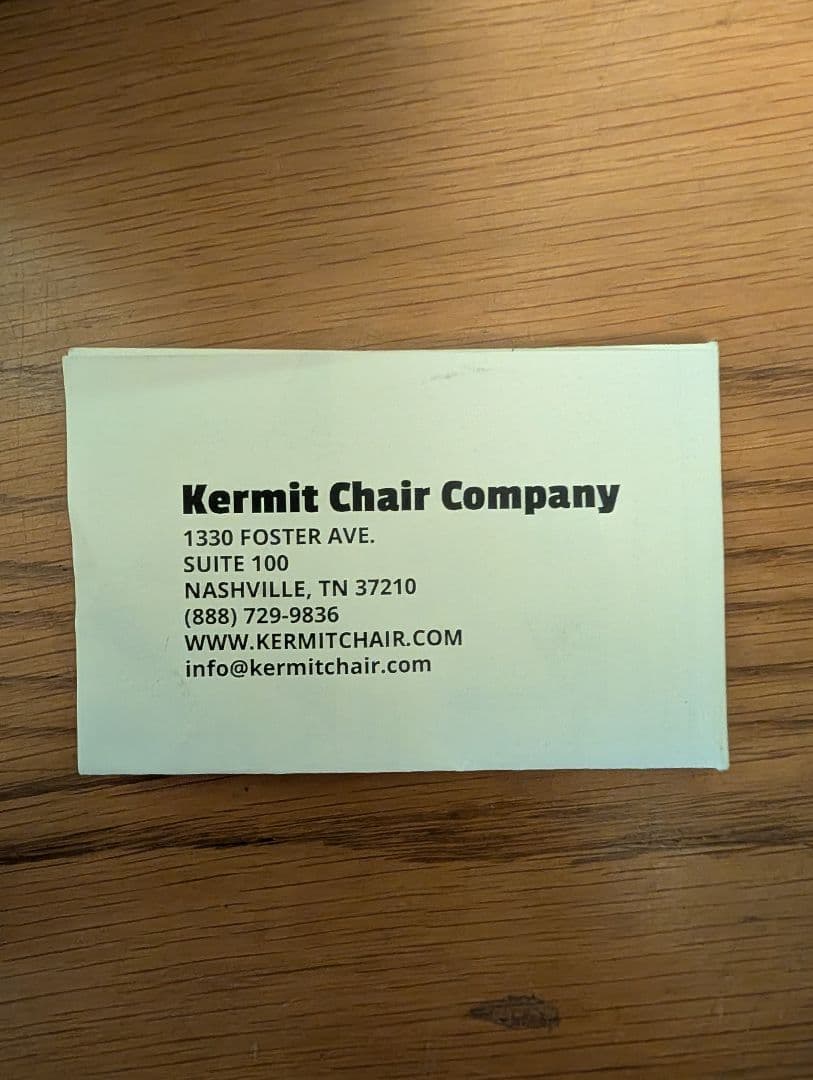 Kermit Chair Company
1330 FOSTER AVE.
SUITE 100
NASHVILLE, TN 37210
(888) 729-9836
WWW.KERMITCHAIR.COM
info@kermitchair.com